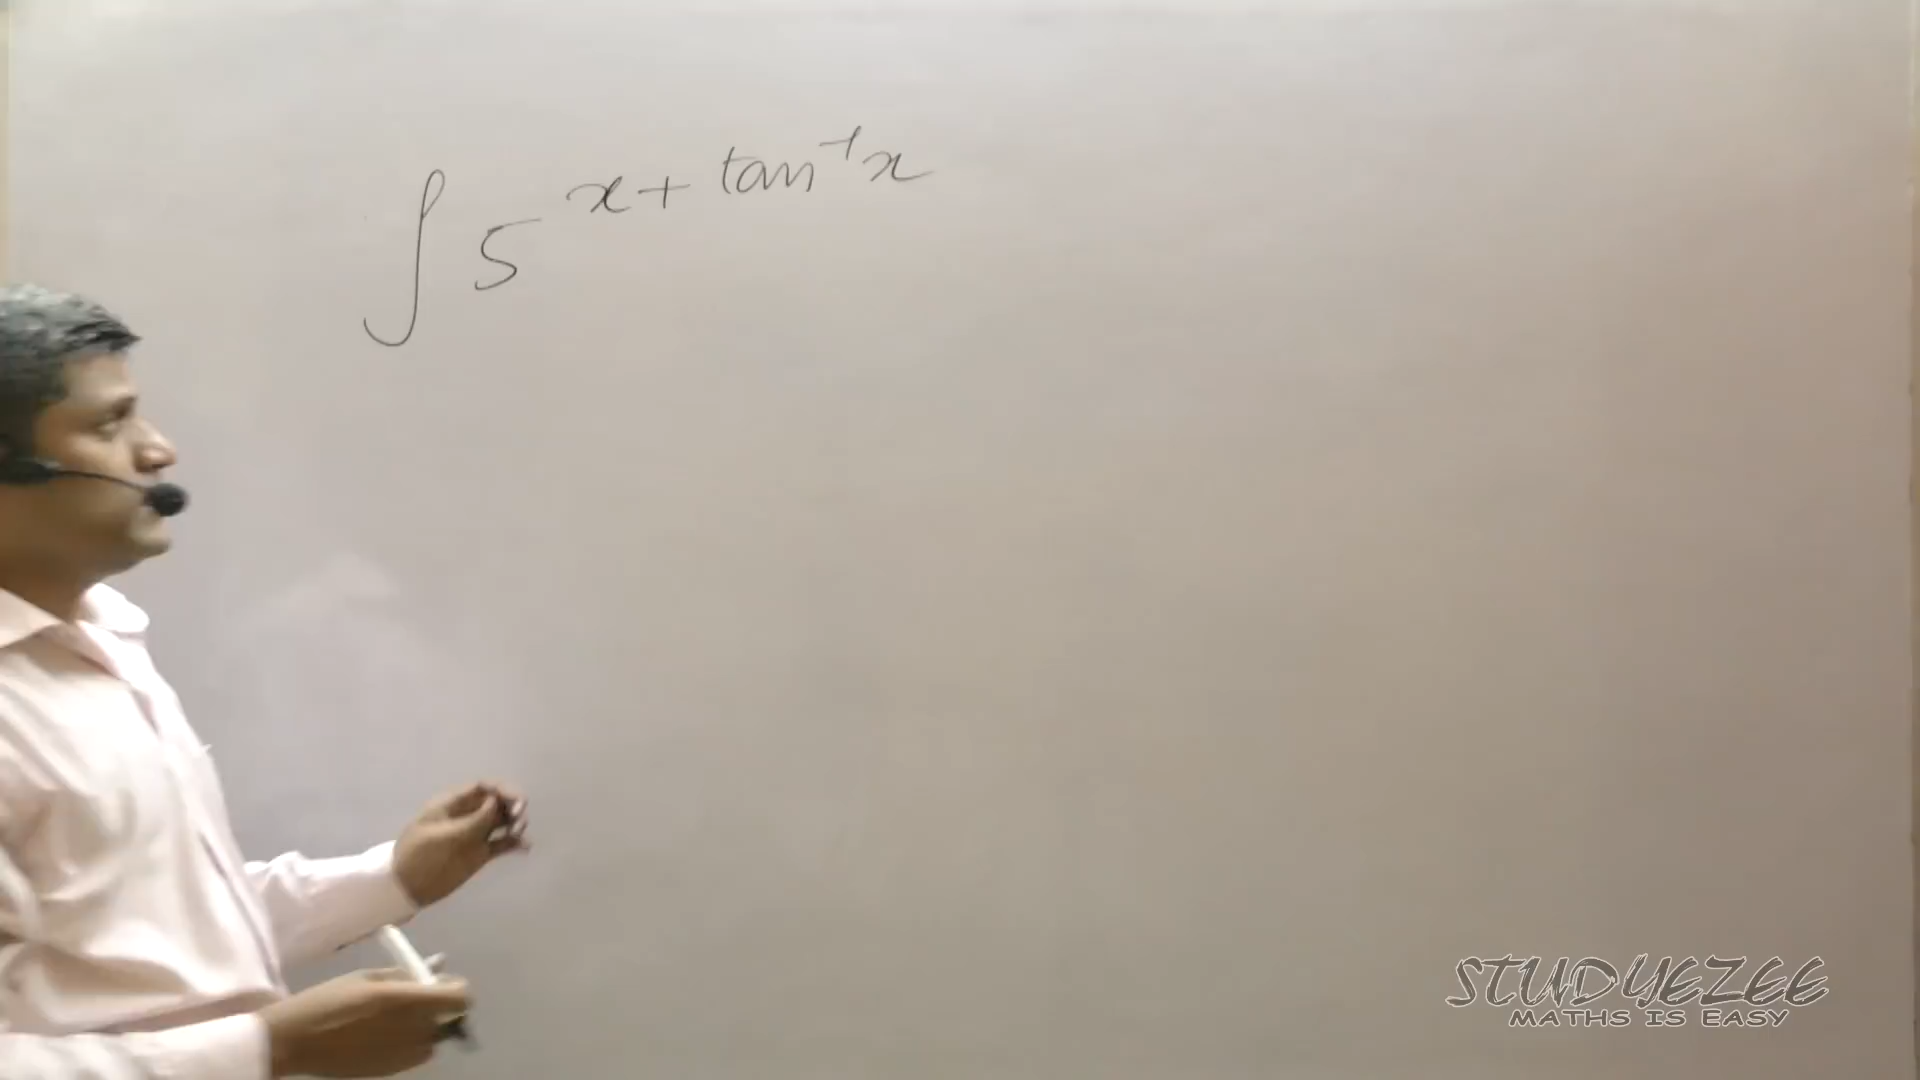 ∫ 5^{x + tan⁻¹x}
STUDYEZEE
MATHS IS EASY